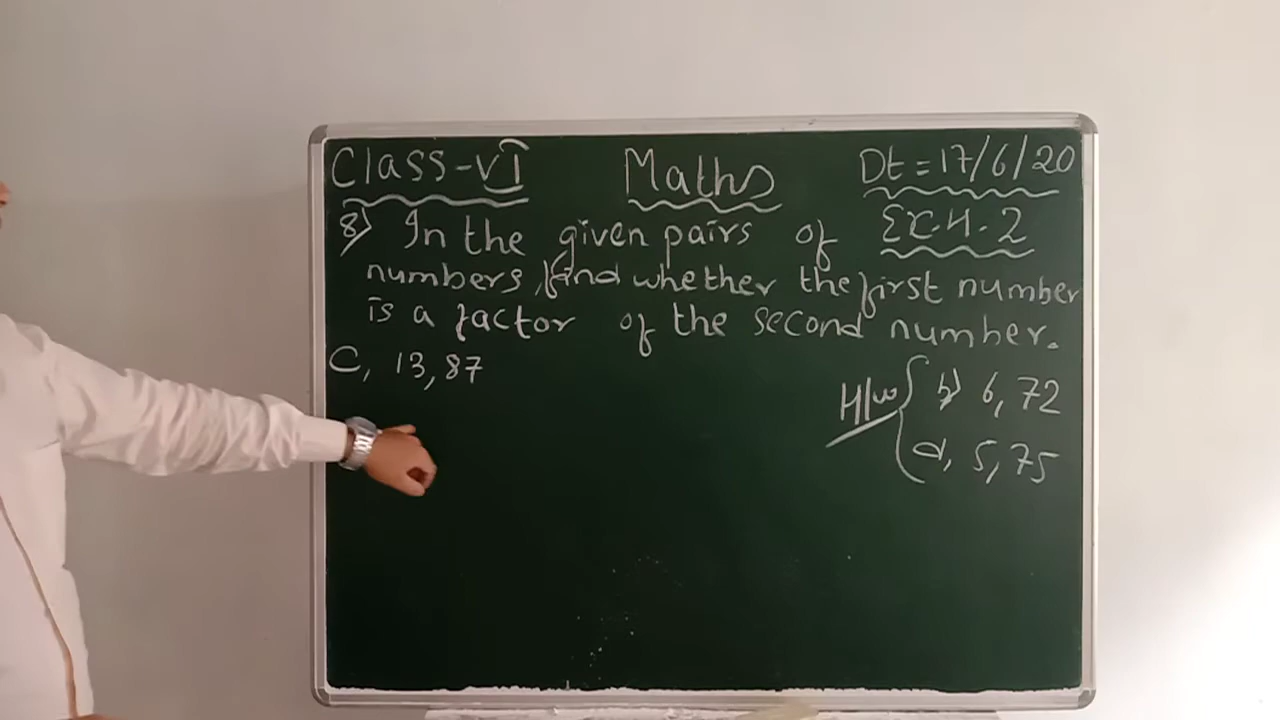 Class-VI Maths Dt=17/6/20
8) In the given pairs of Ex.4.2
numbers, find whether the first number
is a factor of the second number.
C, 13,87
H/w b) 6,72
d, 5,75